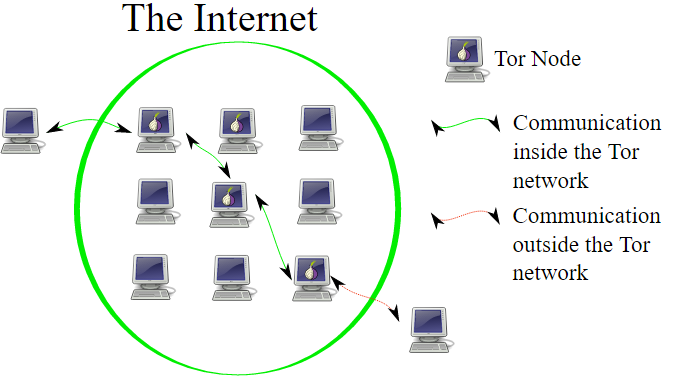 The Internet
Tor Node
Communication
inside the Tor
network
Communication
outside the Tor
network